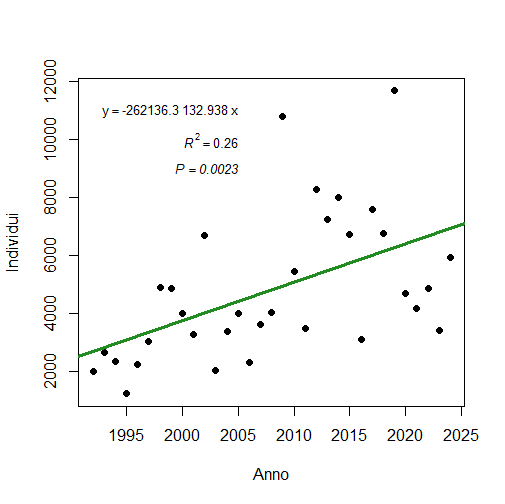 12000
10000
8000
6000
4000
2000
Individui
y = -262136.3 132.938 x
R² = 0.26
P = 0.0023
1995 2000 2005 2010 2015 2020 2025
Anno